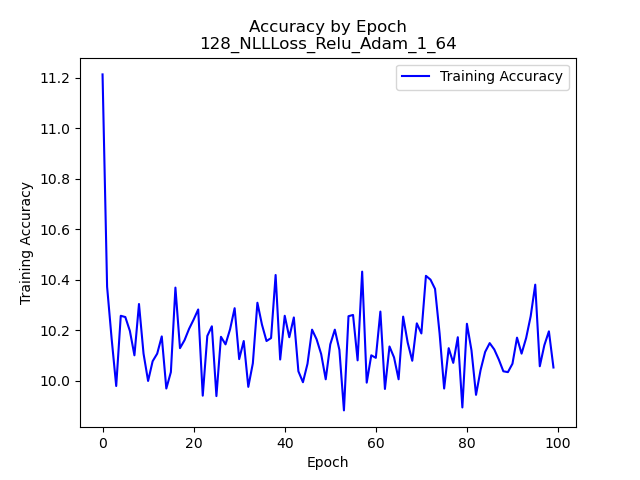 Accuracy by Epoch
128_NLLLoss_Relu_Adam_1_64
Training Accuracy
11.2
11.0
10.8
10.6
10.4
10.2
10.0
Training Accuracy
0
20
40
60
80
100
Epoch